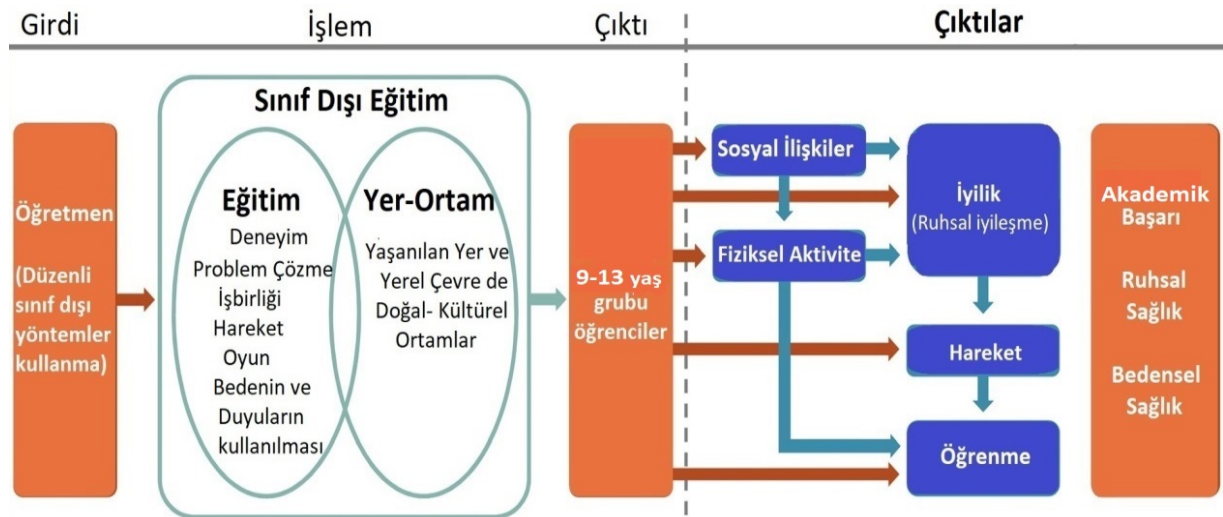 Girdi
İşlem
Çıktı
Çıktılar
Sınıf Dışı Eğitim
Öğretmen
(Düzenli
sınıf dışı
yöntemler
kullanma)
Eğitim
Deneyim
Problem Çözme
İşbirliği
Hareket
Oyun
Bedenin ve
Duyuların
kullanılması
Yer-Ortam
Yaşanılan Yer ve
Yerel Çevre de
Doğal- Kültürel
Ortamlar
9-13 yaş
grubu
öğrenciler
Sosyal İlişkiler
Fiziksel Aktivite
İyilik
(Ruhsal iyileşme)
Hareket
Öğrenme
Akademik
Başarı
Ruhsal
Sağlık
Bedensel
Sağlık